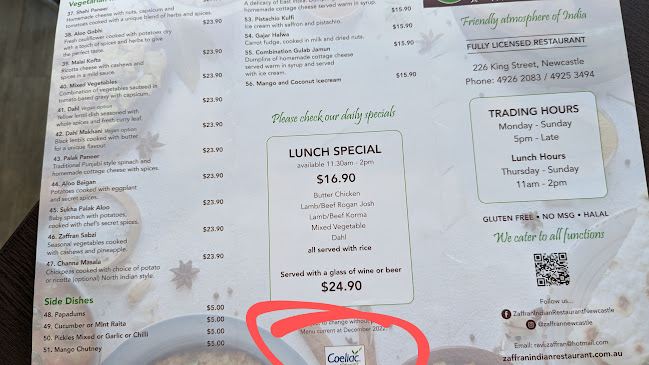 Vegetarian
37. Shahi Paneer
Homemade cheese with nuts, capsicum and
tomatoes cooked with a unique blend of herbs and spices.
$23.90
38. Aloo Gobhi
Fresh cauliflower cooked with potatoes dry
with a touch of spices and herbs to give
the perfect taste.
$23.90
39. Malai Kofta
Ricotta cheese with cashews and
spices in a mild sauce
$23.90
40. Mixed Vegetables
Combination of vegetables sauteed in
tomato based gravy with capsicum.
$23.90
41. Dahl Vegan option
Yellow lentil dish seasoned with
whole spices and fresh curry leaf.
$23.90
42. Dahl Makhani Vegan option
Black lentils cooked with butter
for a unique flavour.
$23.90
43. Palak Paneer
Traditional Punjabi style spinach and
homemade cottage cheese with spices.
$23.90
44. Aloo Baigan
Potatoes cooked with eggplant
and secret spices.
$23.90
45. Sukha Palak Aloo
Baby spinach with potatoes,
cooked with chef's secret spices.
$23.90
46. Zaffran Sabzi
Seasonal vegetables cooked
with cashews and pineapple.
$23.90
47. Channa Masala
Chickpeas cooked with choice of potato
or ricotta (optional) North Indian style.
$23.90
Side Dishes
48. Papadums $5.00
49. Cucumber or Mint Raita $5.00
50. Pickles Mixed or Garlic or Chilli $5.00
51. Mango Chutney $5.00
A delicacy of East India.
homemade cottage cheese served warm in syrup.
53. Pistachio Kulfi $15.90
Ice cream with saffron and pistachio.
54. Gajar Halwa $15.90
Carrot fudge, cooked in milk and dried nuts.
55. Combination Gulab Jamun $15.90
Dumplins of homemade cottage cheese
served warm in syrup and served
with ice cream.
56. Mango and Coconut Icecream $15.90
Please check our daily specials
LUNCH SPECIAL
available 11.30am - 2pm
$16.90
Butter Chicken
Lamb/Beef Rogan Josh
Lamb/Beef Korma
Mixed Vegetable
Dahl
all served with rice
Served with a glass of wine or beer
$24.90
to change without
Menu current at December 2022.
Coeliac
Friendly atmosphere of India
FULLY LICENSED RESTAURANT
226 King Street, Newcastle
Phone: 4926 2083 / 4925 3494
TRADING HOURS
Monday - Sunday
5pm - Late
Lunch Hours
Thursday - Sunday
11am - 2pm
GLUTEN FREE • NO MSG • HALAL
We cater to all functions
Follow us...
ZaffranIndianRestaurantNewcastle
@zaffrannewcastle
Email: ravi.zaffran@hotmail.com
zaffranindianrestaurant.com.au